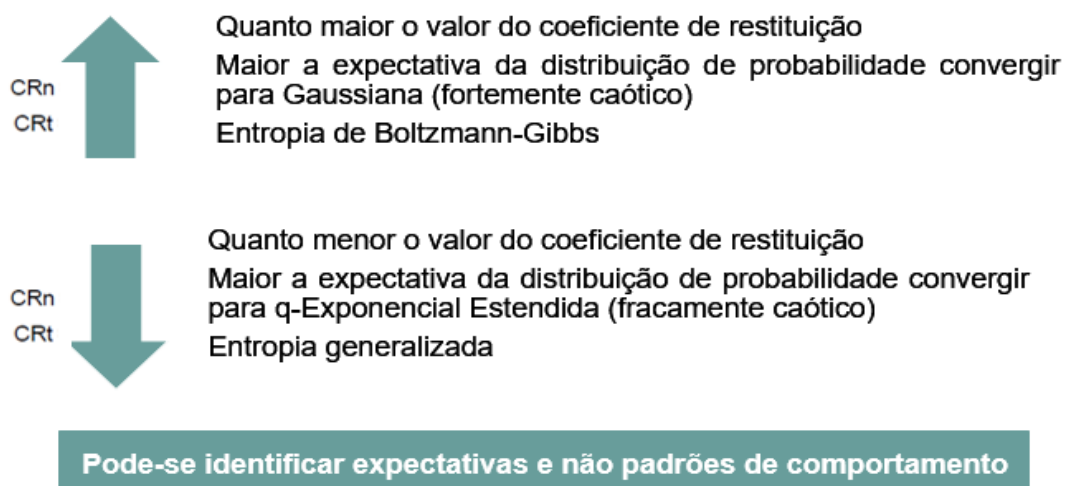 Quanto maior o valor do coeficiente de restituição
Maior a expectativa da distribuição de probabilidade convergir
para Gaussiana (fortemente caótico)
Entropia de Boltzmann-Gibbs
CRn
CRt
Quanto menor o valor do coeficiente de restituição
Maior a expectativa da distribuição de probabilidade convergir
para q-Exponencial Estendida (fracamente caótico)
Entropia generalizada
CRn
CRt
Pode-se identificar expectativas e não padrões de comportamento